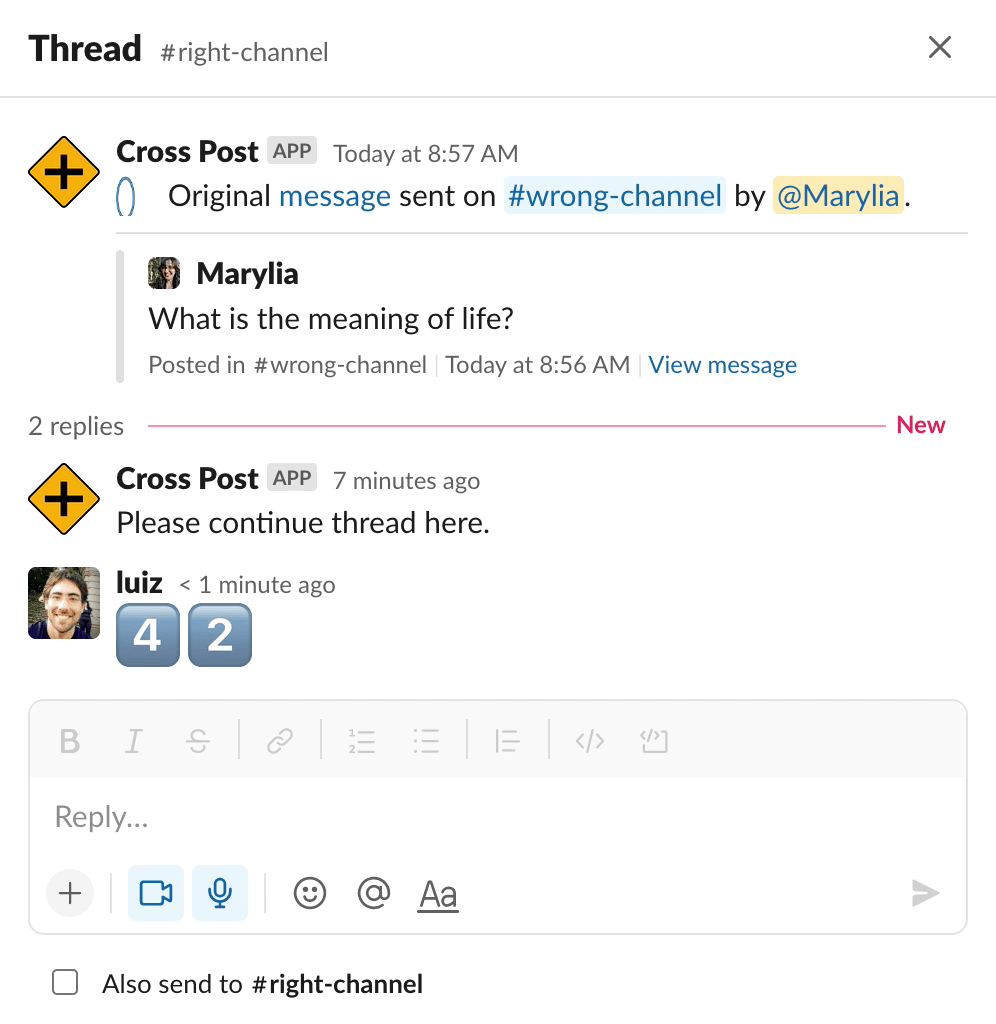 Thread #right-channel
Cross Post APP Today at 8:57 AM
Original message sent on #wrong-channel by @Marylia.
Marylia
What is the meaning of life?
Posted in #wrong-channel | Today at 8:56 AM | View message
2 replies New
Cross Post APP 7 minutes ago
Please continue thread here.
luiz < 1 minute ago
4 2
Reply...
Aa
Also send to #right-channel